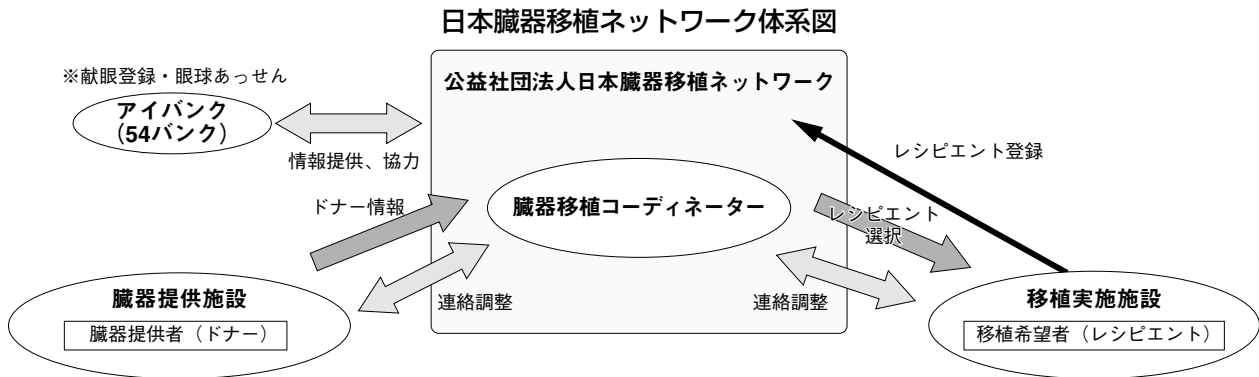 日本臓器移植ネットワーク体系図
公益社団法人日本臓器移植ネットワーク
※献眼登録・眼球あっせん
アイバンク
(54バンク)
情報提供、協力
レシピエント登録
ドナー情報
臓器移植コーディネーター
レシピエント
選択
臓器提供施設
臓器提供者（ドナー）
連絡調整
連絡調整
移植実施施設
移植希望者（レシピエント）